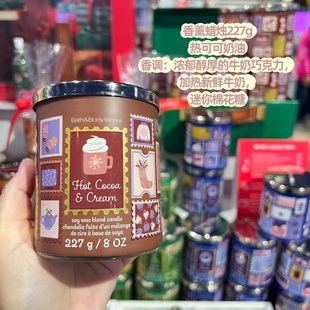 香薰蜡烛227g
热可可奶油
香调：浓郁醇厚的牛奶巧克力，
加热新鲜牛奶，
迷你棉花糖
Bath&BodyWorks
Hot Cocoa
& Cream
soy wax blend candle
chandelle faite d'un mélange
de cire à base de soya
227 g / 8 OZ